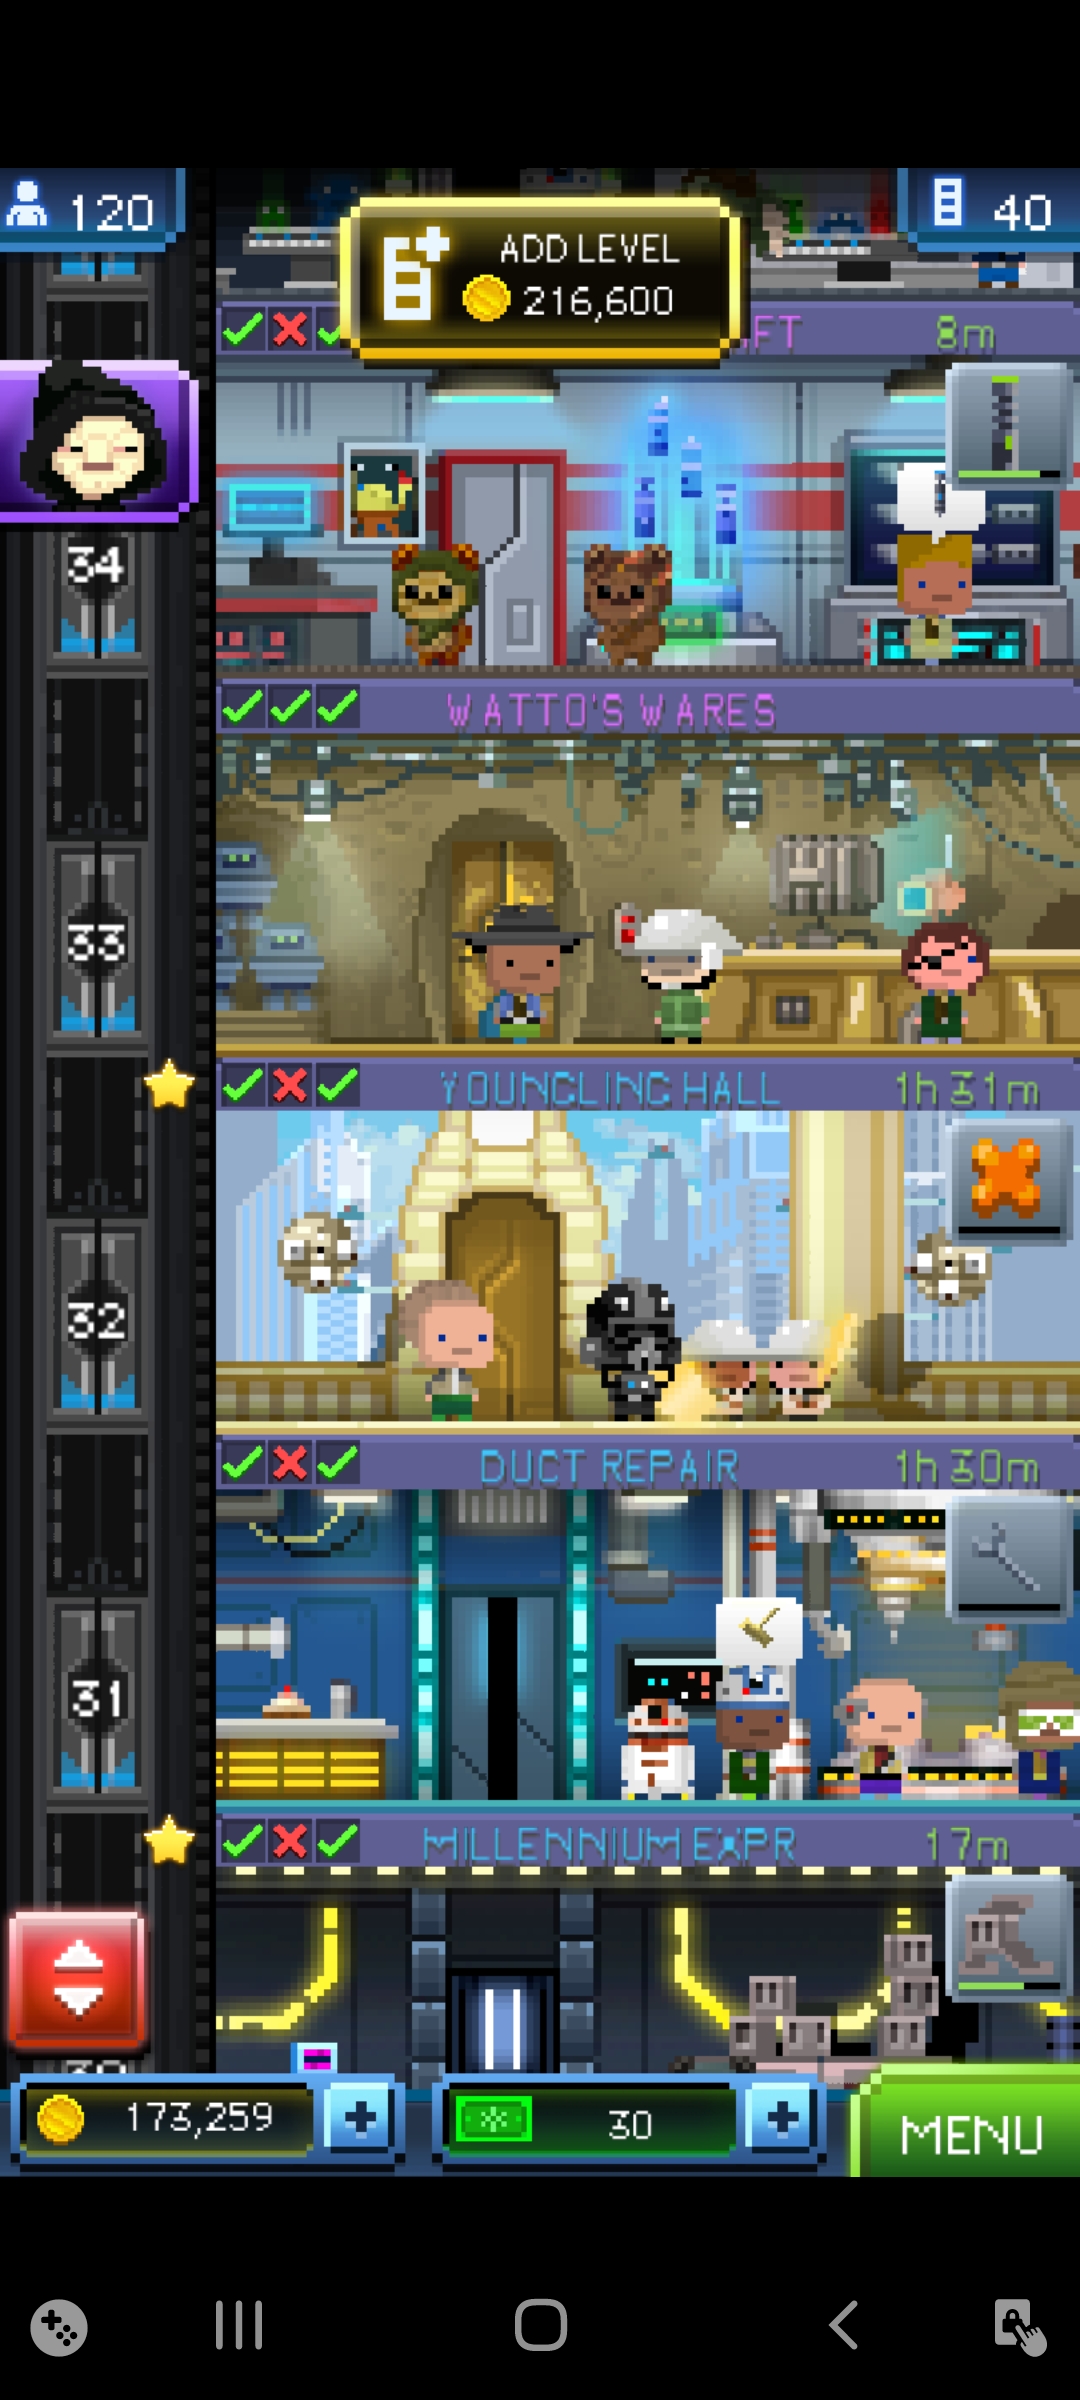 120
ADD LEVEL
216,600
40
8m
34
WATTO'S WARES
33
YOUNGLING HALL 1h 31m
32
DUCT REPAIR 1h 30m
31
MILLENNIUM EXPR 17m
173,259
30
MENU